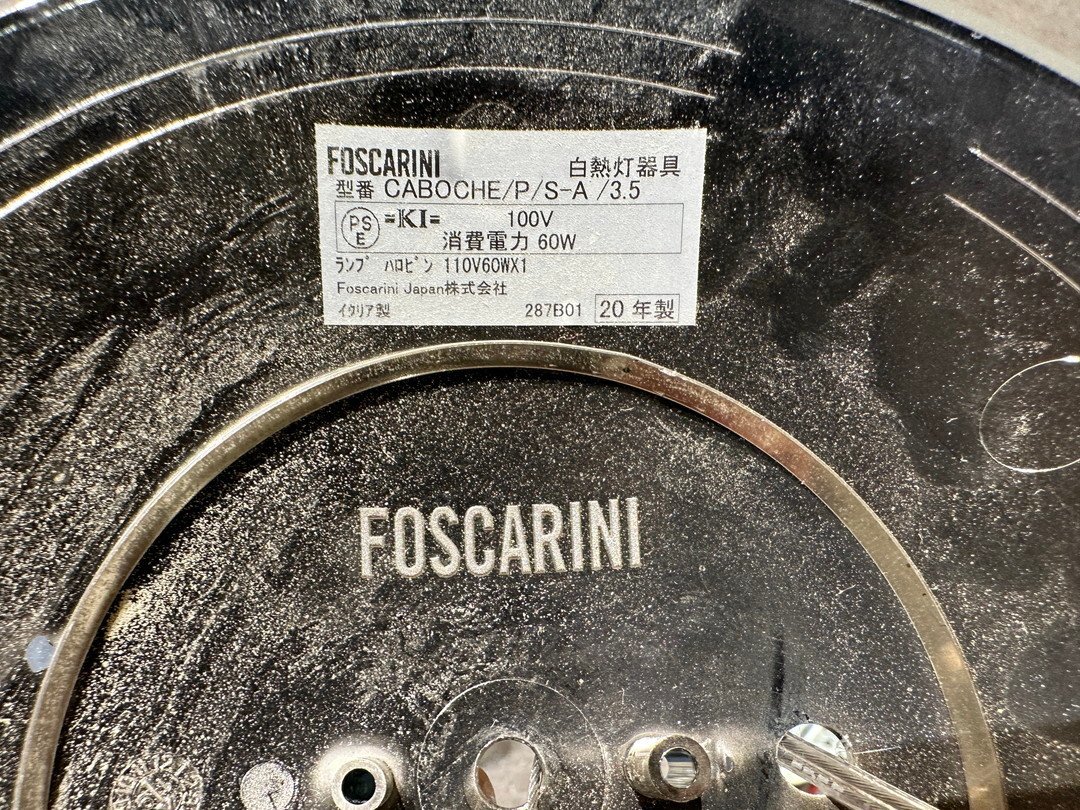 FOSCARINI 白熱灯器具
型番 CABOCHE/P/S-A /3.5
PS E =KI= 100V
消費電力 60W
ランプ ハロピン 110V60WX1
Foscarini Japan株式会社
イタリア製 287B01 20 年製
FOSCARINI